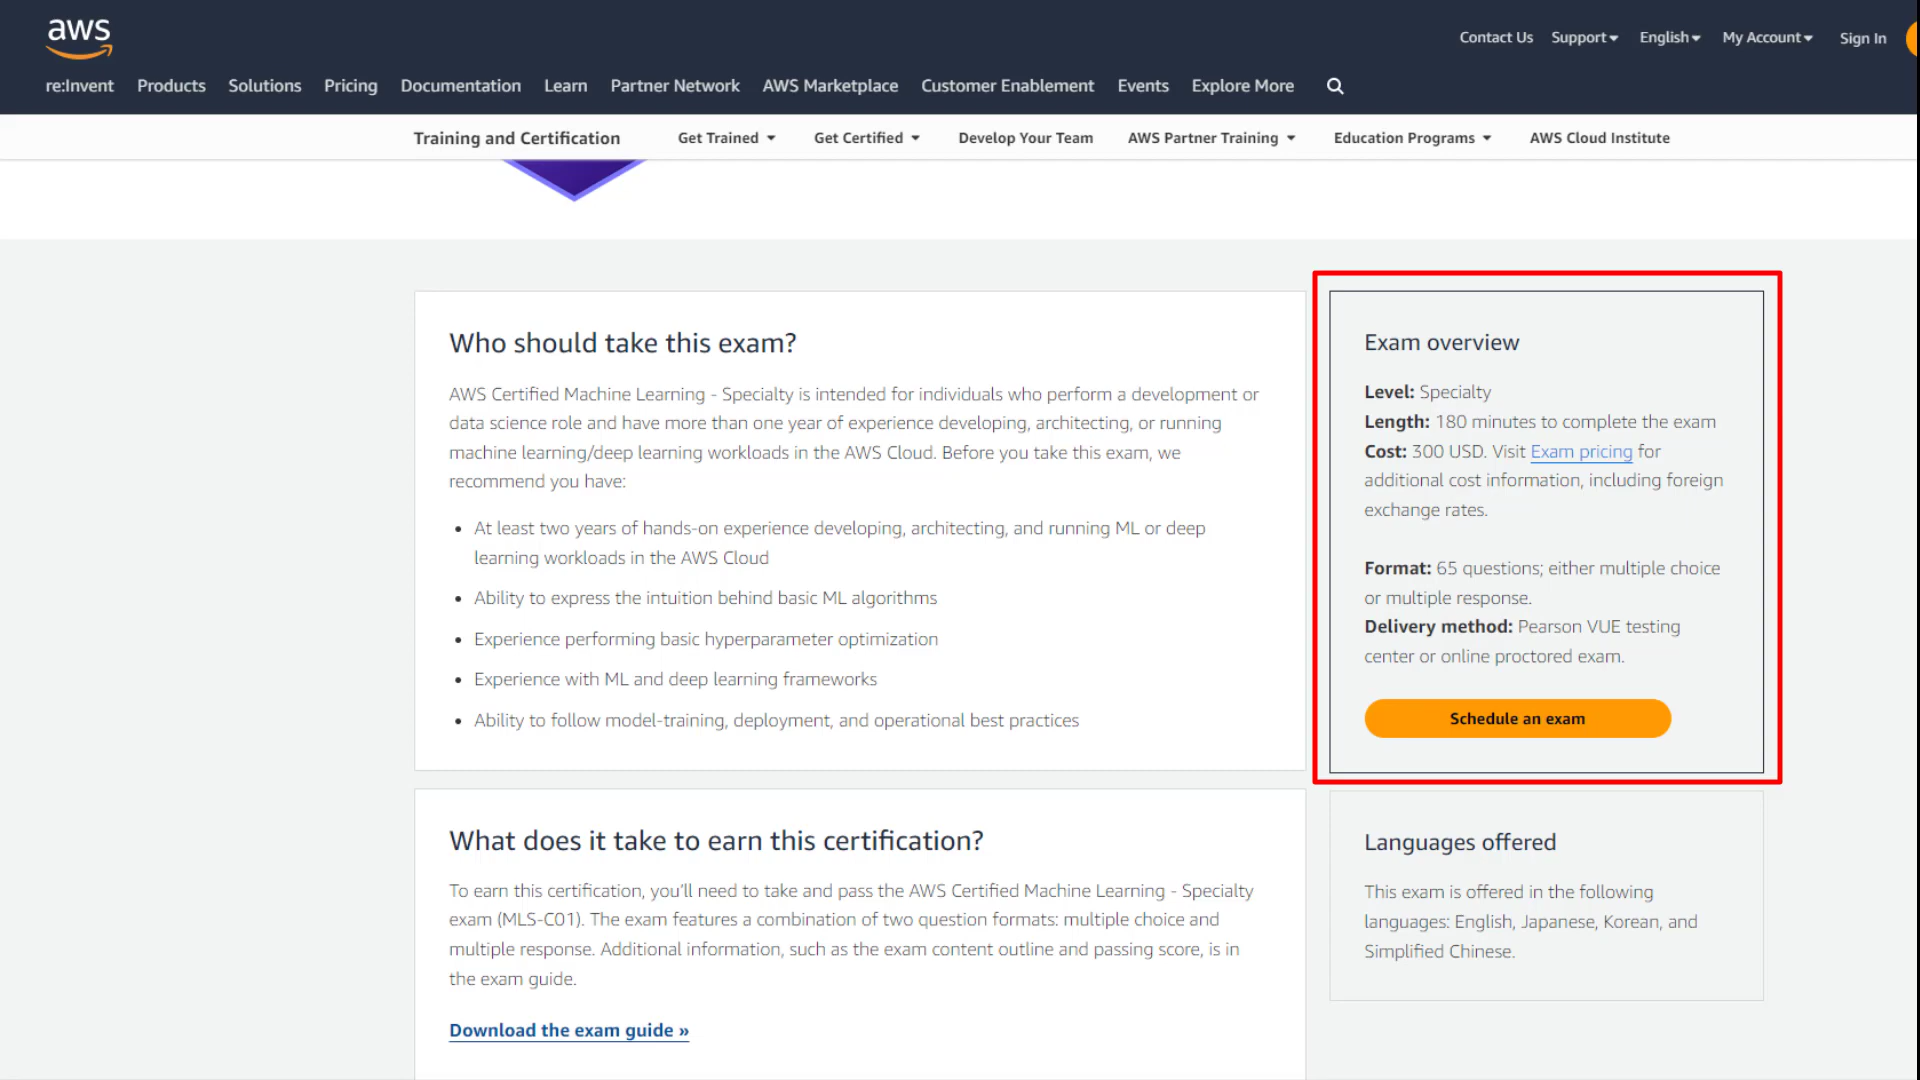 aws
Contact Us Support English My Account Sign In
re:Invent Products Solutions Pricing Documentation Learn Partner Network AWS Marketplace Customer Enablement Events Explore More
Training and Certification Get Trained Get Certified Develop Your Team AWS Partner Training Education Programs AWS Cloud Institute
Who should take this exam?
AWS Certified Machine Learning - Specialty is intended for individuals who perform a development or
data science role and have more than one year of experience developing, architecting, or running
machine learning/deep learning workloads in the AWS Cloud. Before you take this exam, we
recommend you have:
• At least two years of hands-on experience developing, architecting, and running ML or deep
learning workloads in the AWS Cloud
• Ability to express the intuition behind basic ML algorithms
• Experience performing basic hyperparameter optimization
• Experience with ML and deep learning frameworks
• Ability to follow model-training, deployment, and operational best practices
Exam overview
Level: Specialty
Length: 180 minutes to complete the exam
Cost: 300 USD. Visit Exam pricing for
additional cost information, including foreign
exchange rates.
Format: 65 questions; either multiple choice
or multiple response.
Delivery method: Pearson VUE testing
center or online proctored exam.
Schedule an exam
What does it take to earn this certification?
To earn this certification, you'll need to take and pass the AWS Certified Machine Learning - Specialty
exam (MLS-C01). The exam features a combination of two question formats: multiple choice and
multiple response. Additional information, such as the exam content outline and passing score, is in
the exam guide.
Download the exam guide »
Languages offered
This exam is offered in the following
languages: English, Japanese, Korean, and
Simplified Chinese.